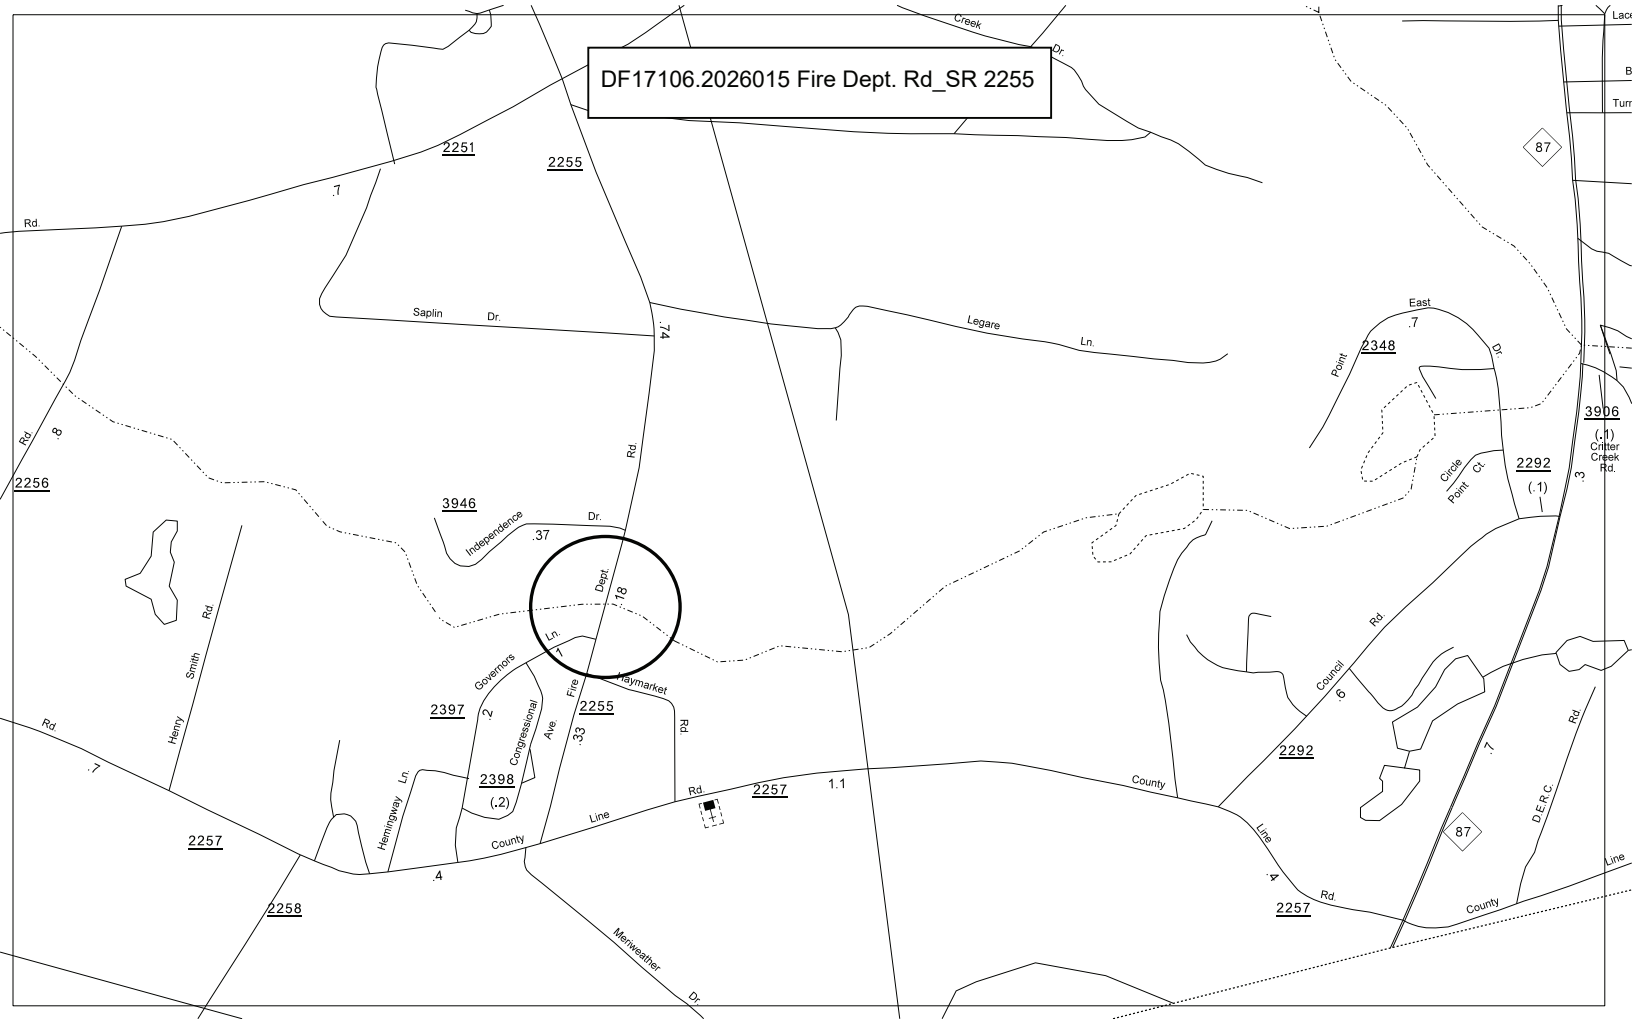 Creek
Dr.
Lace
DF17106.2026015 Fire Dept. Rd_SR 2255
B
Turn
87
2251
2255
.7
Rd.
Saplin
Dr.
.74
Legare
Ln.
East
.7
2348
Point
Dr.
3906
(.1)
Critter
Creek
Rd.
Rd.
.8
2256
Rd.
Circle
Point
Ct.
2292
(.1)
.3
3946
Independence
Dr.
.37
Dept.
.18
Henry
Smith
Rd.
Ln.
.1
Governors
Haymarket
Rd.
2397
.2
Congressional
Ave.
Fire
2255
.33
2398
(.2)
Council
Rd.
.6
2292
.7
D.E.R.C.
Rd.
Rd.
.7
Hemingway
Ln.
Rd.
2257
1.1
County
Line
County
Line
87
2257
.4
.4
Rd.
2257
County
Line
2258
Meriweather
Dr.